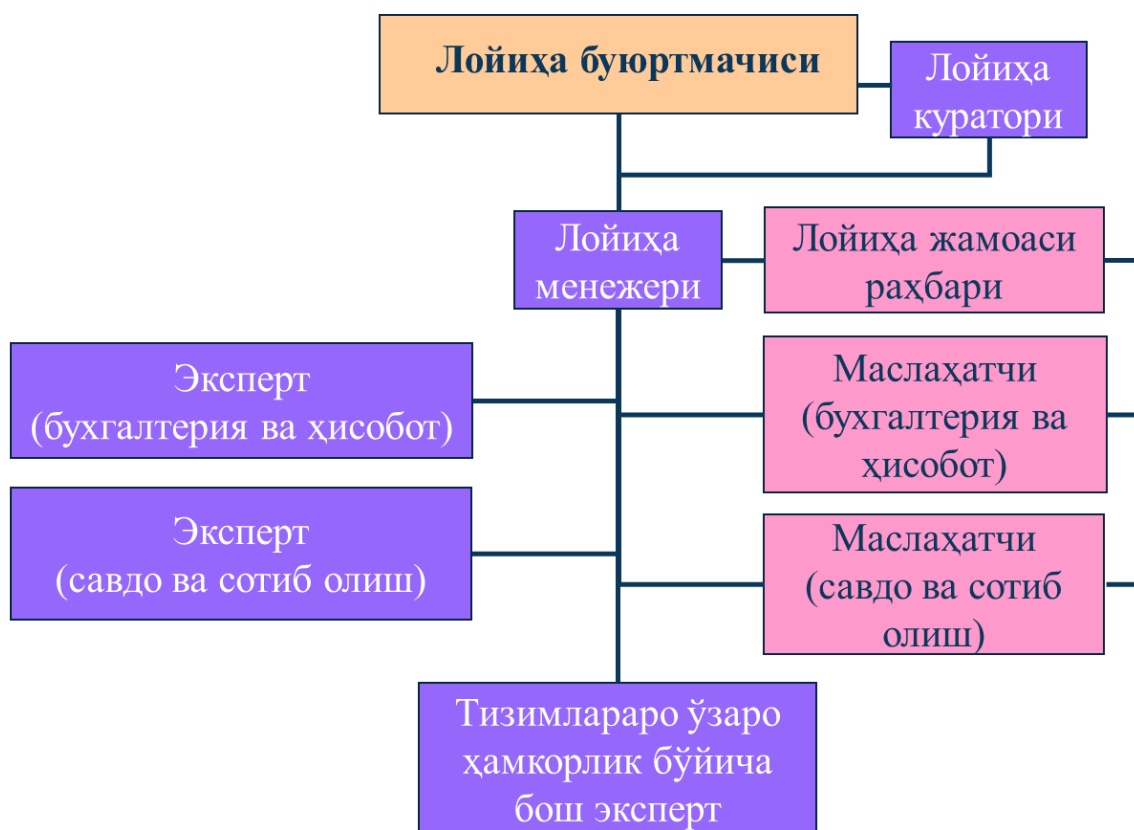 Лойиҳа буюртмачиси
Лойиҳа
куратори
Лойиҳа
менежери
Лойиҳа жамоаси
раҳбари
Эксперт
(бухгалтерия ва ҳисобот)
Маслаҳатчи
(бухгалтерия ва
ҳисобот)
Эксперт
(савдо ва сотиб олиш)
Маслаҳатчи
(савдо ва сотиб
олиш)
Тизимлараро ўзаро
ҳамкорлик бўйича
бош эксперт